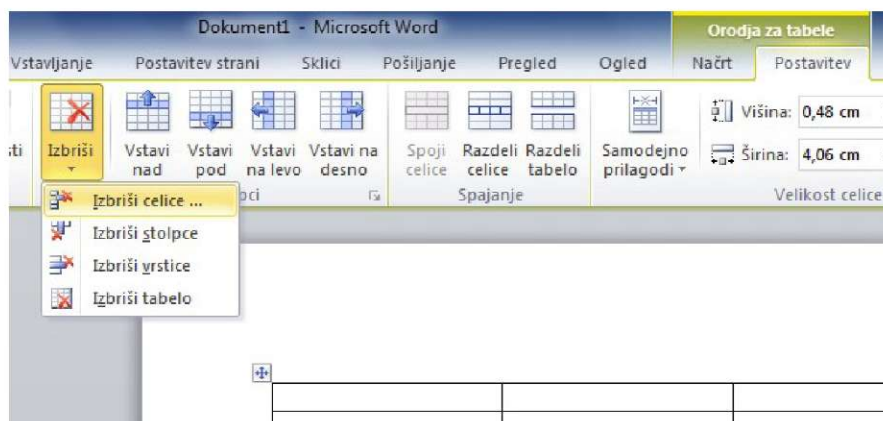 Dokument1 - Microsoft Word
Orodja za tabele
Vstavljanje Postavitev strani Sklici Pošiljanje Pregled Ogled Načrt Postavitev
Izbriši Vstavi nad Vstavi pod Vstavi na levo Vstavi na desno Spoji celice Razdeli celice Razdeli tabelo Samodejno prilagodi
Višina: 0,48 cm
Širina: 4,06 cm
Spajanje Velikost celice
Izbriši celice ...
Izbriši stolpce
Izbriši vrstice
Izbriši tabelo